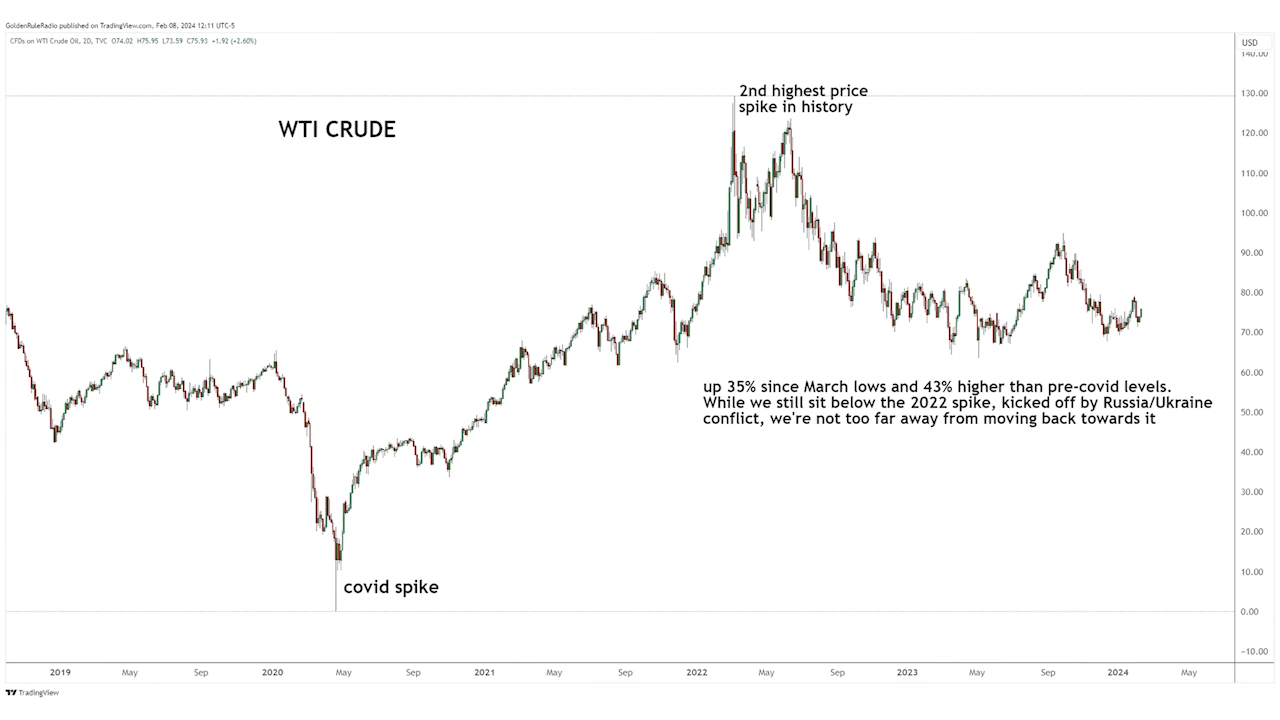 GoldenRuleRadio published on TradingView.com, Feb 08, 2024 12:11 UTC-5
CFDs on WTI Crude Oil, 2D, TVC O74.02 H75.95 L73.59 C75.93 +1.92 (+2.60%)
USD
140.00
2nd highest price
spike in history
130.00
WTI CRUDE
120.00
110.00
100.00
90.00
80.00
70.00
up 35% since March lows and 43% higher than pre-covid levels.
While we still sit below the 2022 spike, kicked off by Russia/Ukraine
conflict, we're not too far away from moving back towards it
60.00
50.00
40.00
30.00
20.00
10.00
covid spike
0.00
−10.00
2019 May Sep 2020 May Sep 2021 May Sep 2022 May Sep 2023 May Sep 2024 May
TradingView